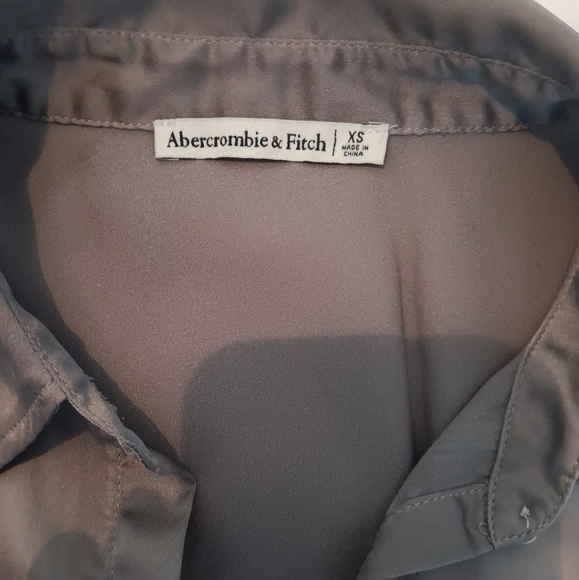 Abercrombie & Fitch | XS
MADE IN
CHINA